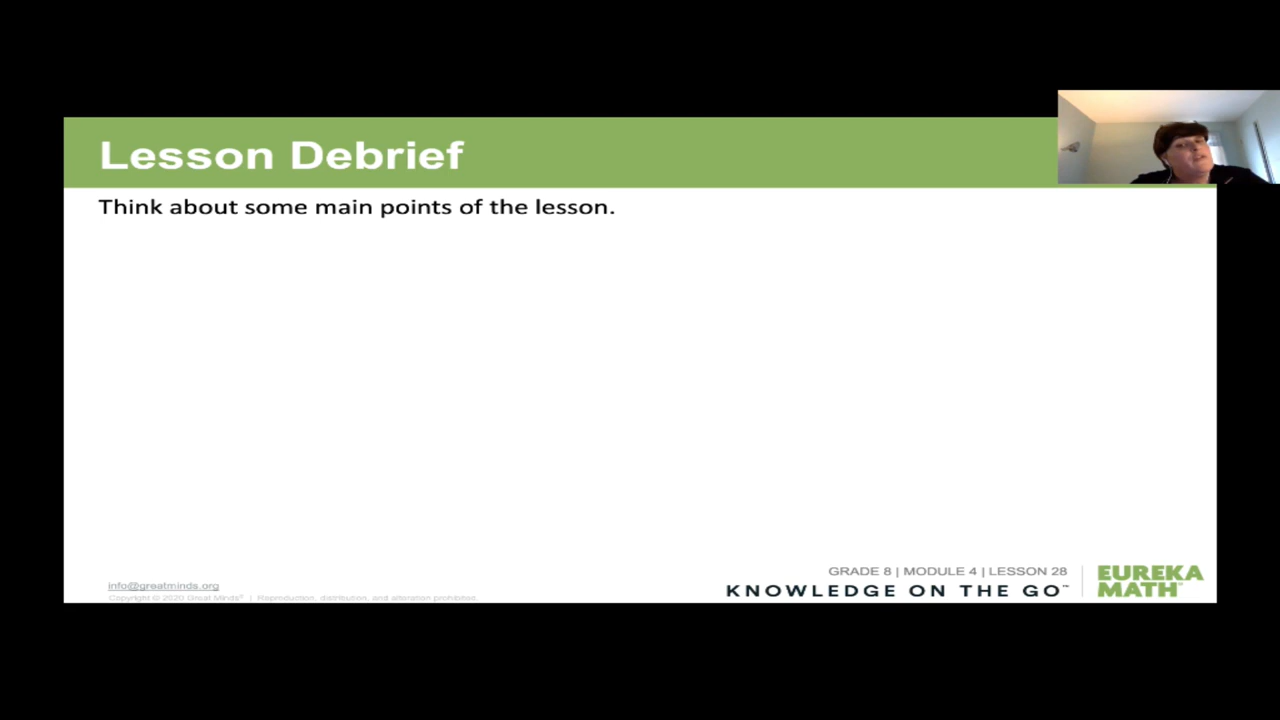 Lesson Debrief
Think about some main points of the lesson.
info@greatminds.org
Copyright © 2020 Great Minds® | Reproduction, distribution, and alteration prohibited.
GRADE 8 | MODULE 4 | LESSON 28
KNOWLEDGE ON THE GO™
EUREKA
MATH™